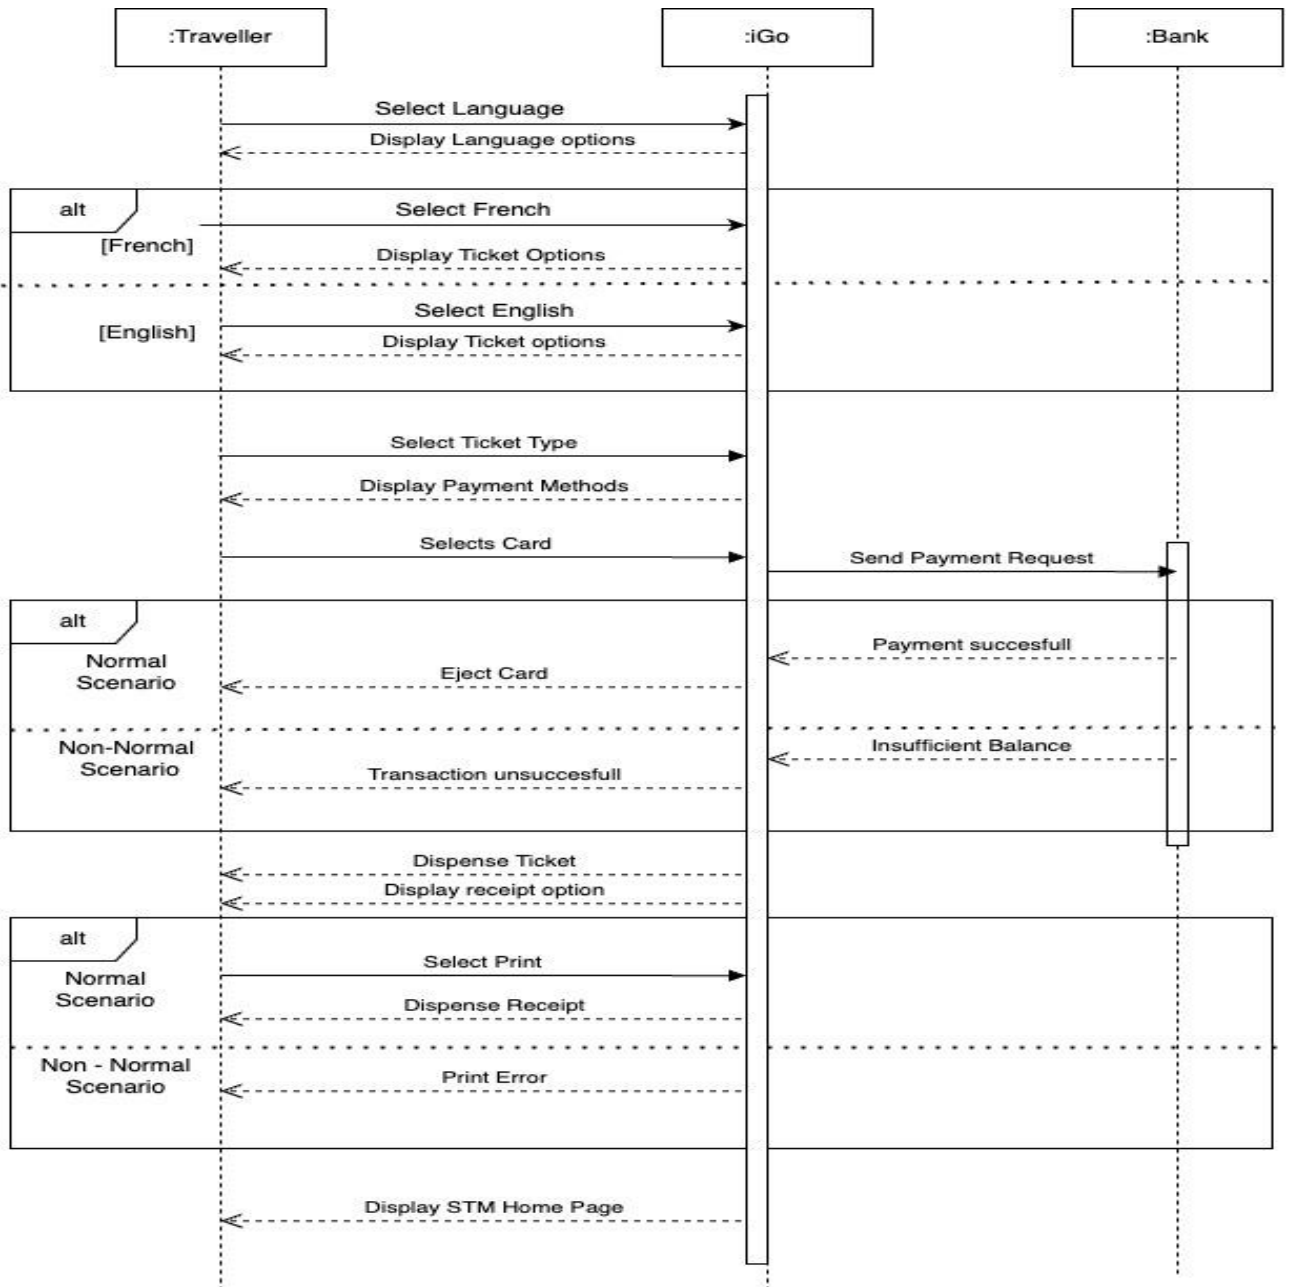 :Traveller
:iGo
:Bank
Select Language
Display Language options
alt
Select French
[French]
Display Ticket Options
Select English
[English]
Display Ticket options
Select Ticket Type
Display Payment Methods
Selects Card
Send Payment Request
alt
Payment succesfull
Normal
Scenario
Eject Card
Non-Normal
Scenario
Insufficient Balance
Transaction unsuccesfull
Dispense Ticket
Display receipt option
alt
Select Print
Normal
Scenario
Dispense Receipt
Non - Normal
Scenario
Print Error
Display STM Home Page